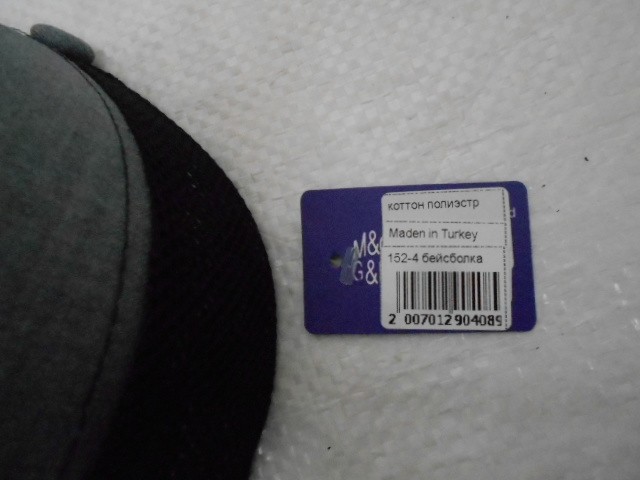 коттон полиэстр
Maden in Turkey
152-4 бейсболка
M&
G&
2 007012 904089